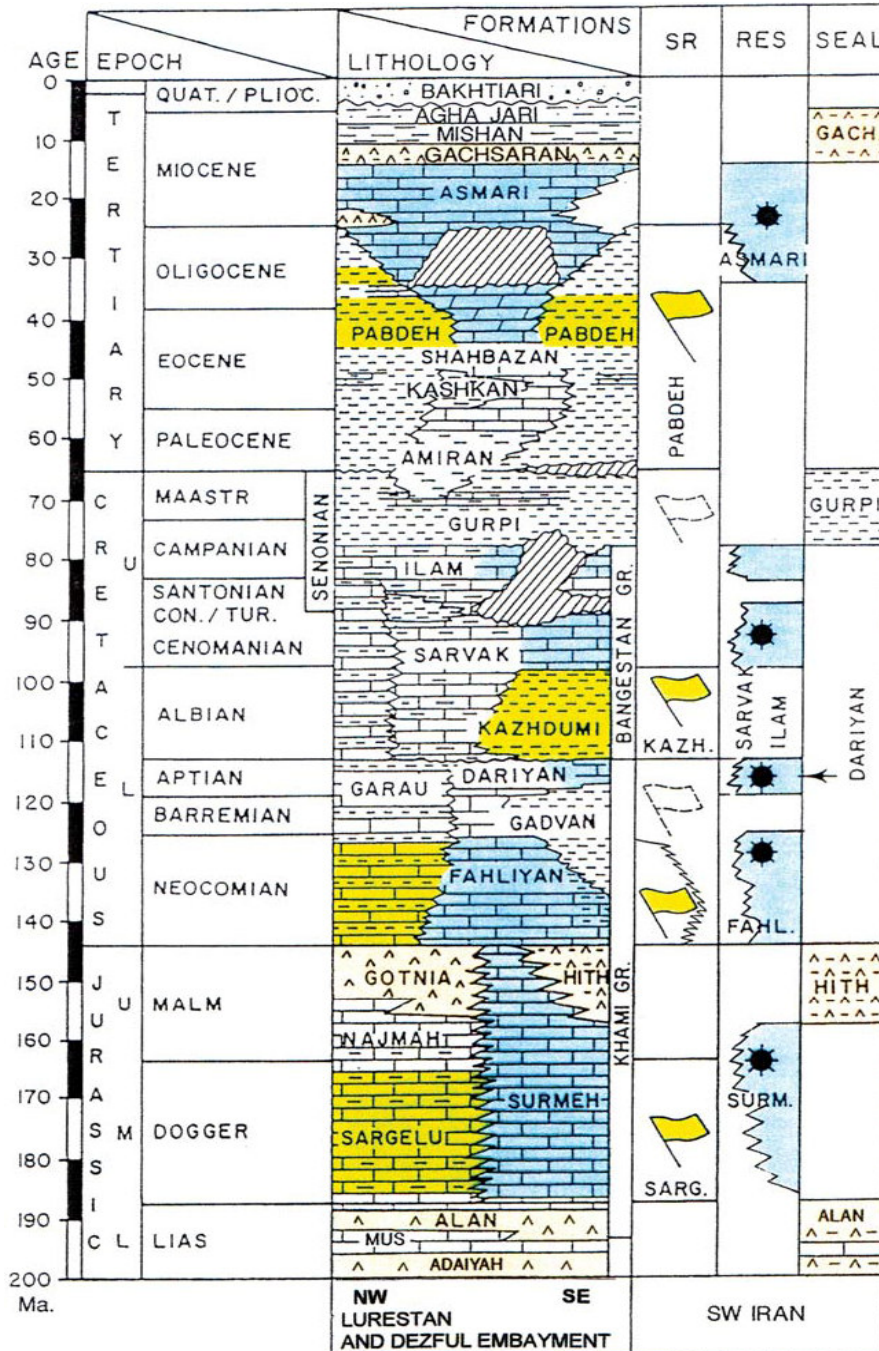 FORMATIONS
AGE EPOCH LITHOLOGY SR RES SEAL
0
10
20
30
40
50
60
70
80
90
100
110
120
130
140
150
160
170
180
190
200
Ma.
TERTIARY
CRETACEOUS
U
L
JURASSIC
U
M
L
QUAT. / PLIOC.
MIOCENE
OLIGOCENE
EOCENE
PALEOCENE
MAASTR
CAMPANIAN
SANTONIAN
CON. / TUR.
CENOMANIAN
ALBIAN
APTIAN
BARREMIAN
NEOCOMIAN
MALM
DOGGER
LIAS
SENONIAN
BAKHTIARI
AGHA JARI
MISHAN
GACHSARAN
ASMARI
PABDEH PABDEH
SHAHBAZAN
KASHKAN
AMIRAN
GURPI
ILAM
SARVAK
KAZHDUMI
DARIYAN
GARAU
GADVAN
FAHLIYAN
GOTNIA HITH
NAJMAH
SURMEH
SARGELU
ALAN
MUS
ADAIYAH
BANGESTAN GR.
KHAMI GR.
PABDEH
KAZH.
SARG.
ASMARI
SARVAK
ILAM
FAHL.
SURM.
GACH.
GURPI
DARIYAN
HITH
ALAN
NW SE
LURESTAN
AND DEZFUL EMBAYMENT
SW IRAN